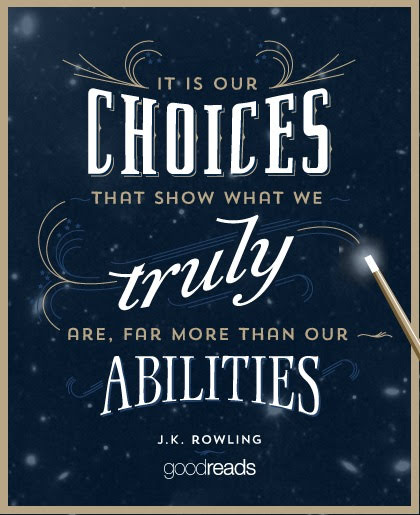 IT IS OUR
CHOICES
THAT SHOW WHAT WE
truly
ARE, FAR MORE THAN OUR
ABILITIES
J.K. ROWLING
goodreads